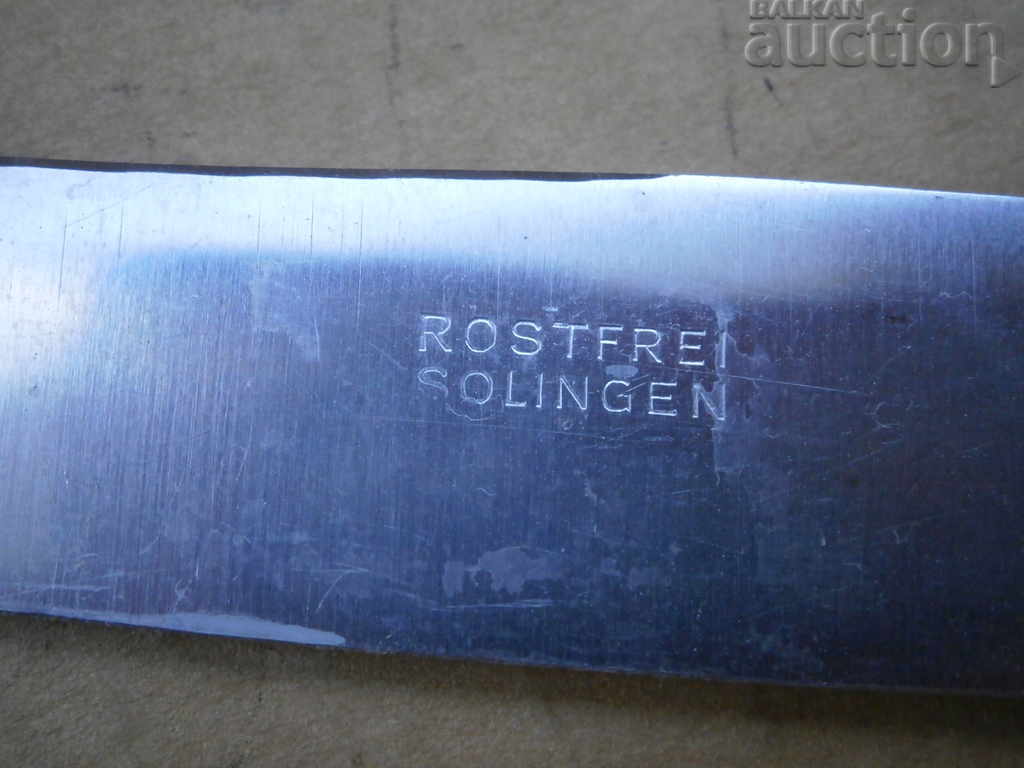 BALKAN
auction
ROSTFREI
SOLINGEN